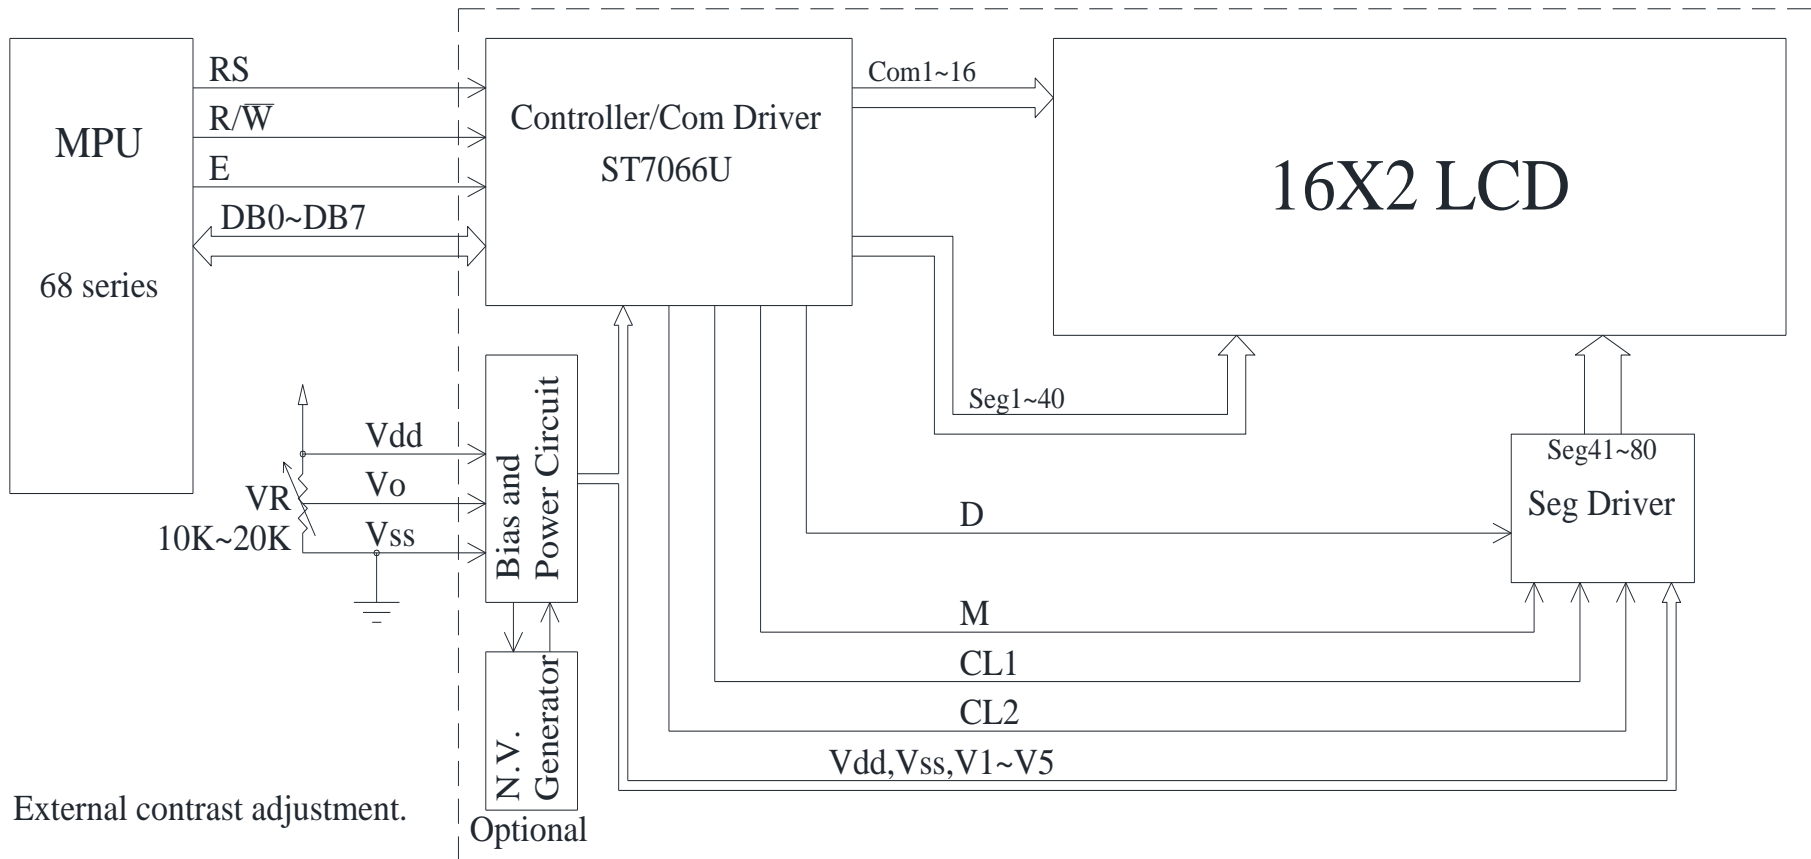 MPU
68 series
RS
R/W̅
E
DB0~DB7
Controller/Com Driver
ST7066U
Com1~16
16X2 LCD
Seg1~40
Seg41~80
Seg Driver
Vdd
Vo
Vss
VR
10K~20K
Bias and
Power Circuit
D
M
CL1
CL2
Vdd,Vss,V1~V5
N.V.
Generator
Optional
External contrast adjustment.